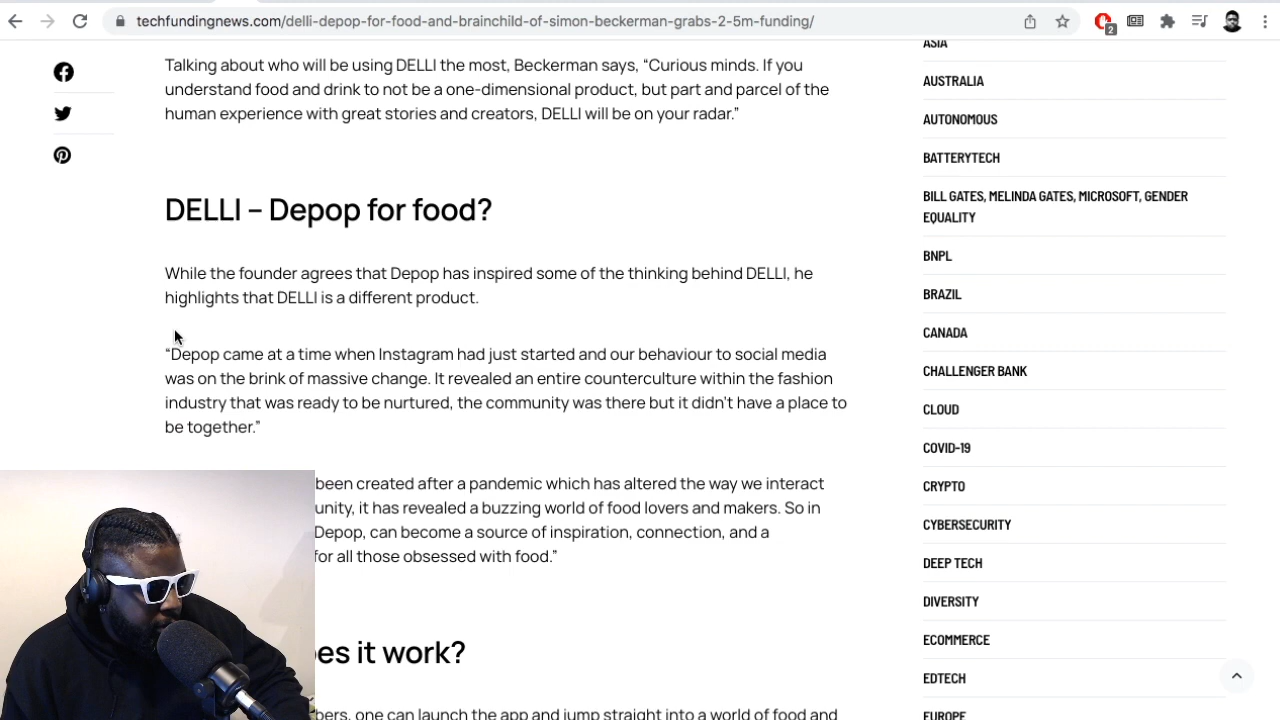 techfundingnews.com/delli-depop-for-food-and-brainchild-of-simon-beckerman-grabs-2-5m-funding/
2
Talking about who will be using DELLI the most, Beckerman says, “Curious minds. If you
understand food and drink to not be a one-dimensional product, but part and parcel of the
human experience with great stories and creators, DELLI will be on your radar.”
DELLI – Depop for food?
While the founder agrees that Depop has inspired some of the thinking behind DELLI, he
highlights that DELLI is a different product.
“Depop came at a time when Instagram had just started and our behaviour to social media
was on the brink of massive change. It revealed an entire counterculture within the fashion
industry that was ready to be nurtured, the community was there but it didn't have a place to
be together.”
been created after a pandemic which has altered the way we interact
unity, it has revealed a buzzing world of food lovers and makers. So in
Depop, can become a source of inspiration, connection, and a
for all those obsessed with food.”
es it work?
bers, one can launch the app and jump straight into a world of food and
ASIA
AUSTRALIA
AUTONOMOUS
BATTERYTECH
BILL GATES, MELINDA GATES, MICROSOFT, GENDER
EQUALITY
BNPL
BRAZIL
CANADA
CHALLENGER BANK
CLOUD
COVID-19
CRYPTO
CYBERSECURITY
DEEP TECH
DIVERSITY
ECOMMERCE
EDTECH
EUROPE